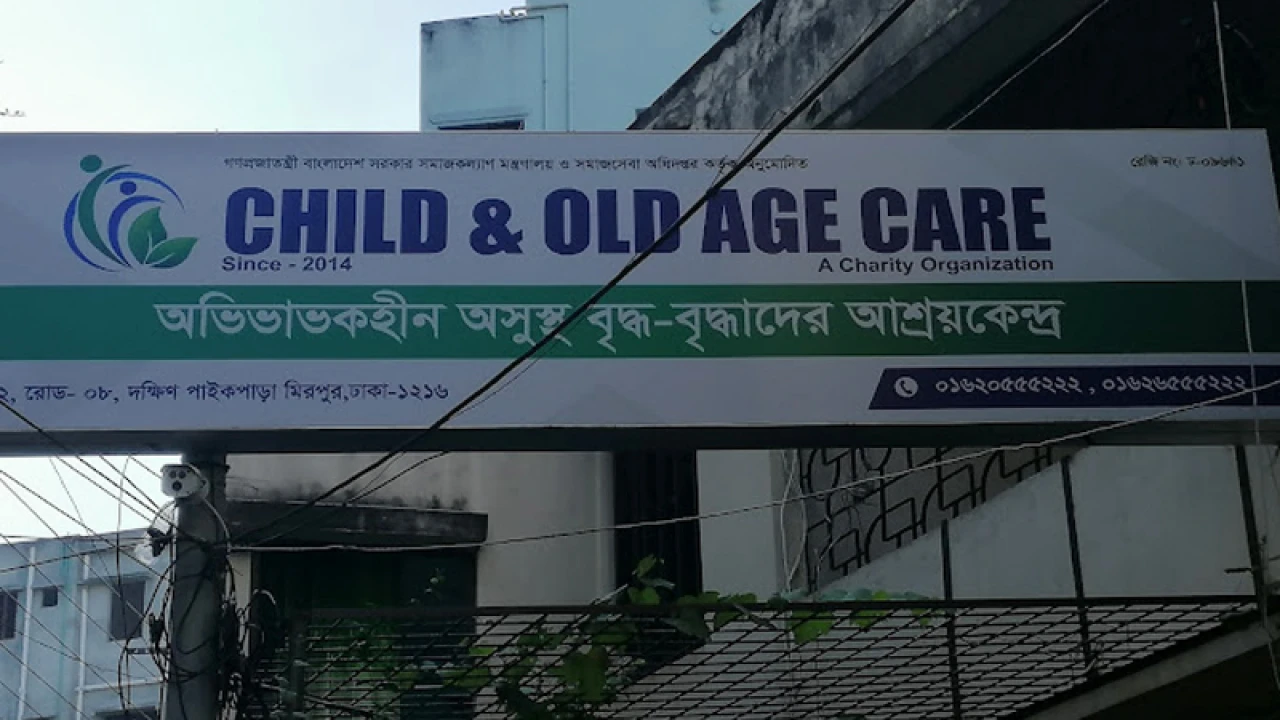 গণপ্রজাতন্ত্রী বাংলাদেশ সরকার সমাজকল্যাণ মন্ত্রণালয় ও সমাজসেবা অধিদপ্তর কর্তৃক অনুমোদিত
রেজি নং:
CHILD & OLD AGE CARE
Since - 2014 A Charity Organization
অভিভাবকহীন অসুস্থ বৃদ্ধ-বৃদ্ধাদের আশ্রয়কেন্দ্র
২, রোড- ০৮, দক্ষিণ পাইকপাড়া মিরপুর,ঢাকা-১২১৬
০১৬২০৫৫৫২২২ , ০১৬২৬৫৫৫২২২